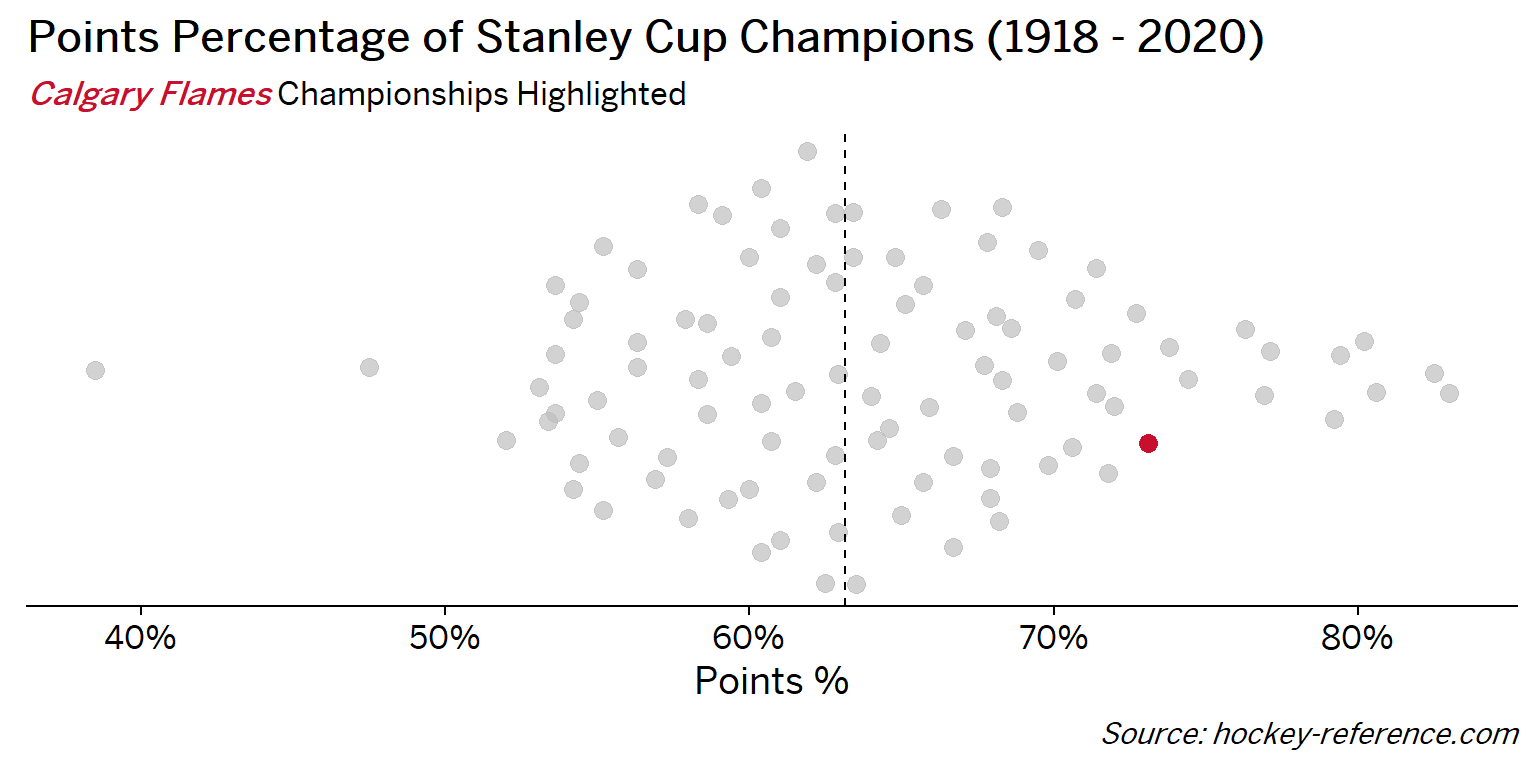 Points Percentage of Stanley Cup Champions (1918 - 2020)
Calgary Flames Championships Highlighted
40% 50% 60% 70% 80%
Points %
Source: hockey-reference.com